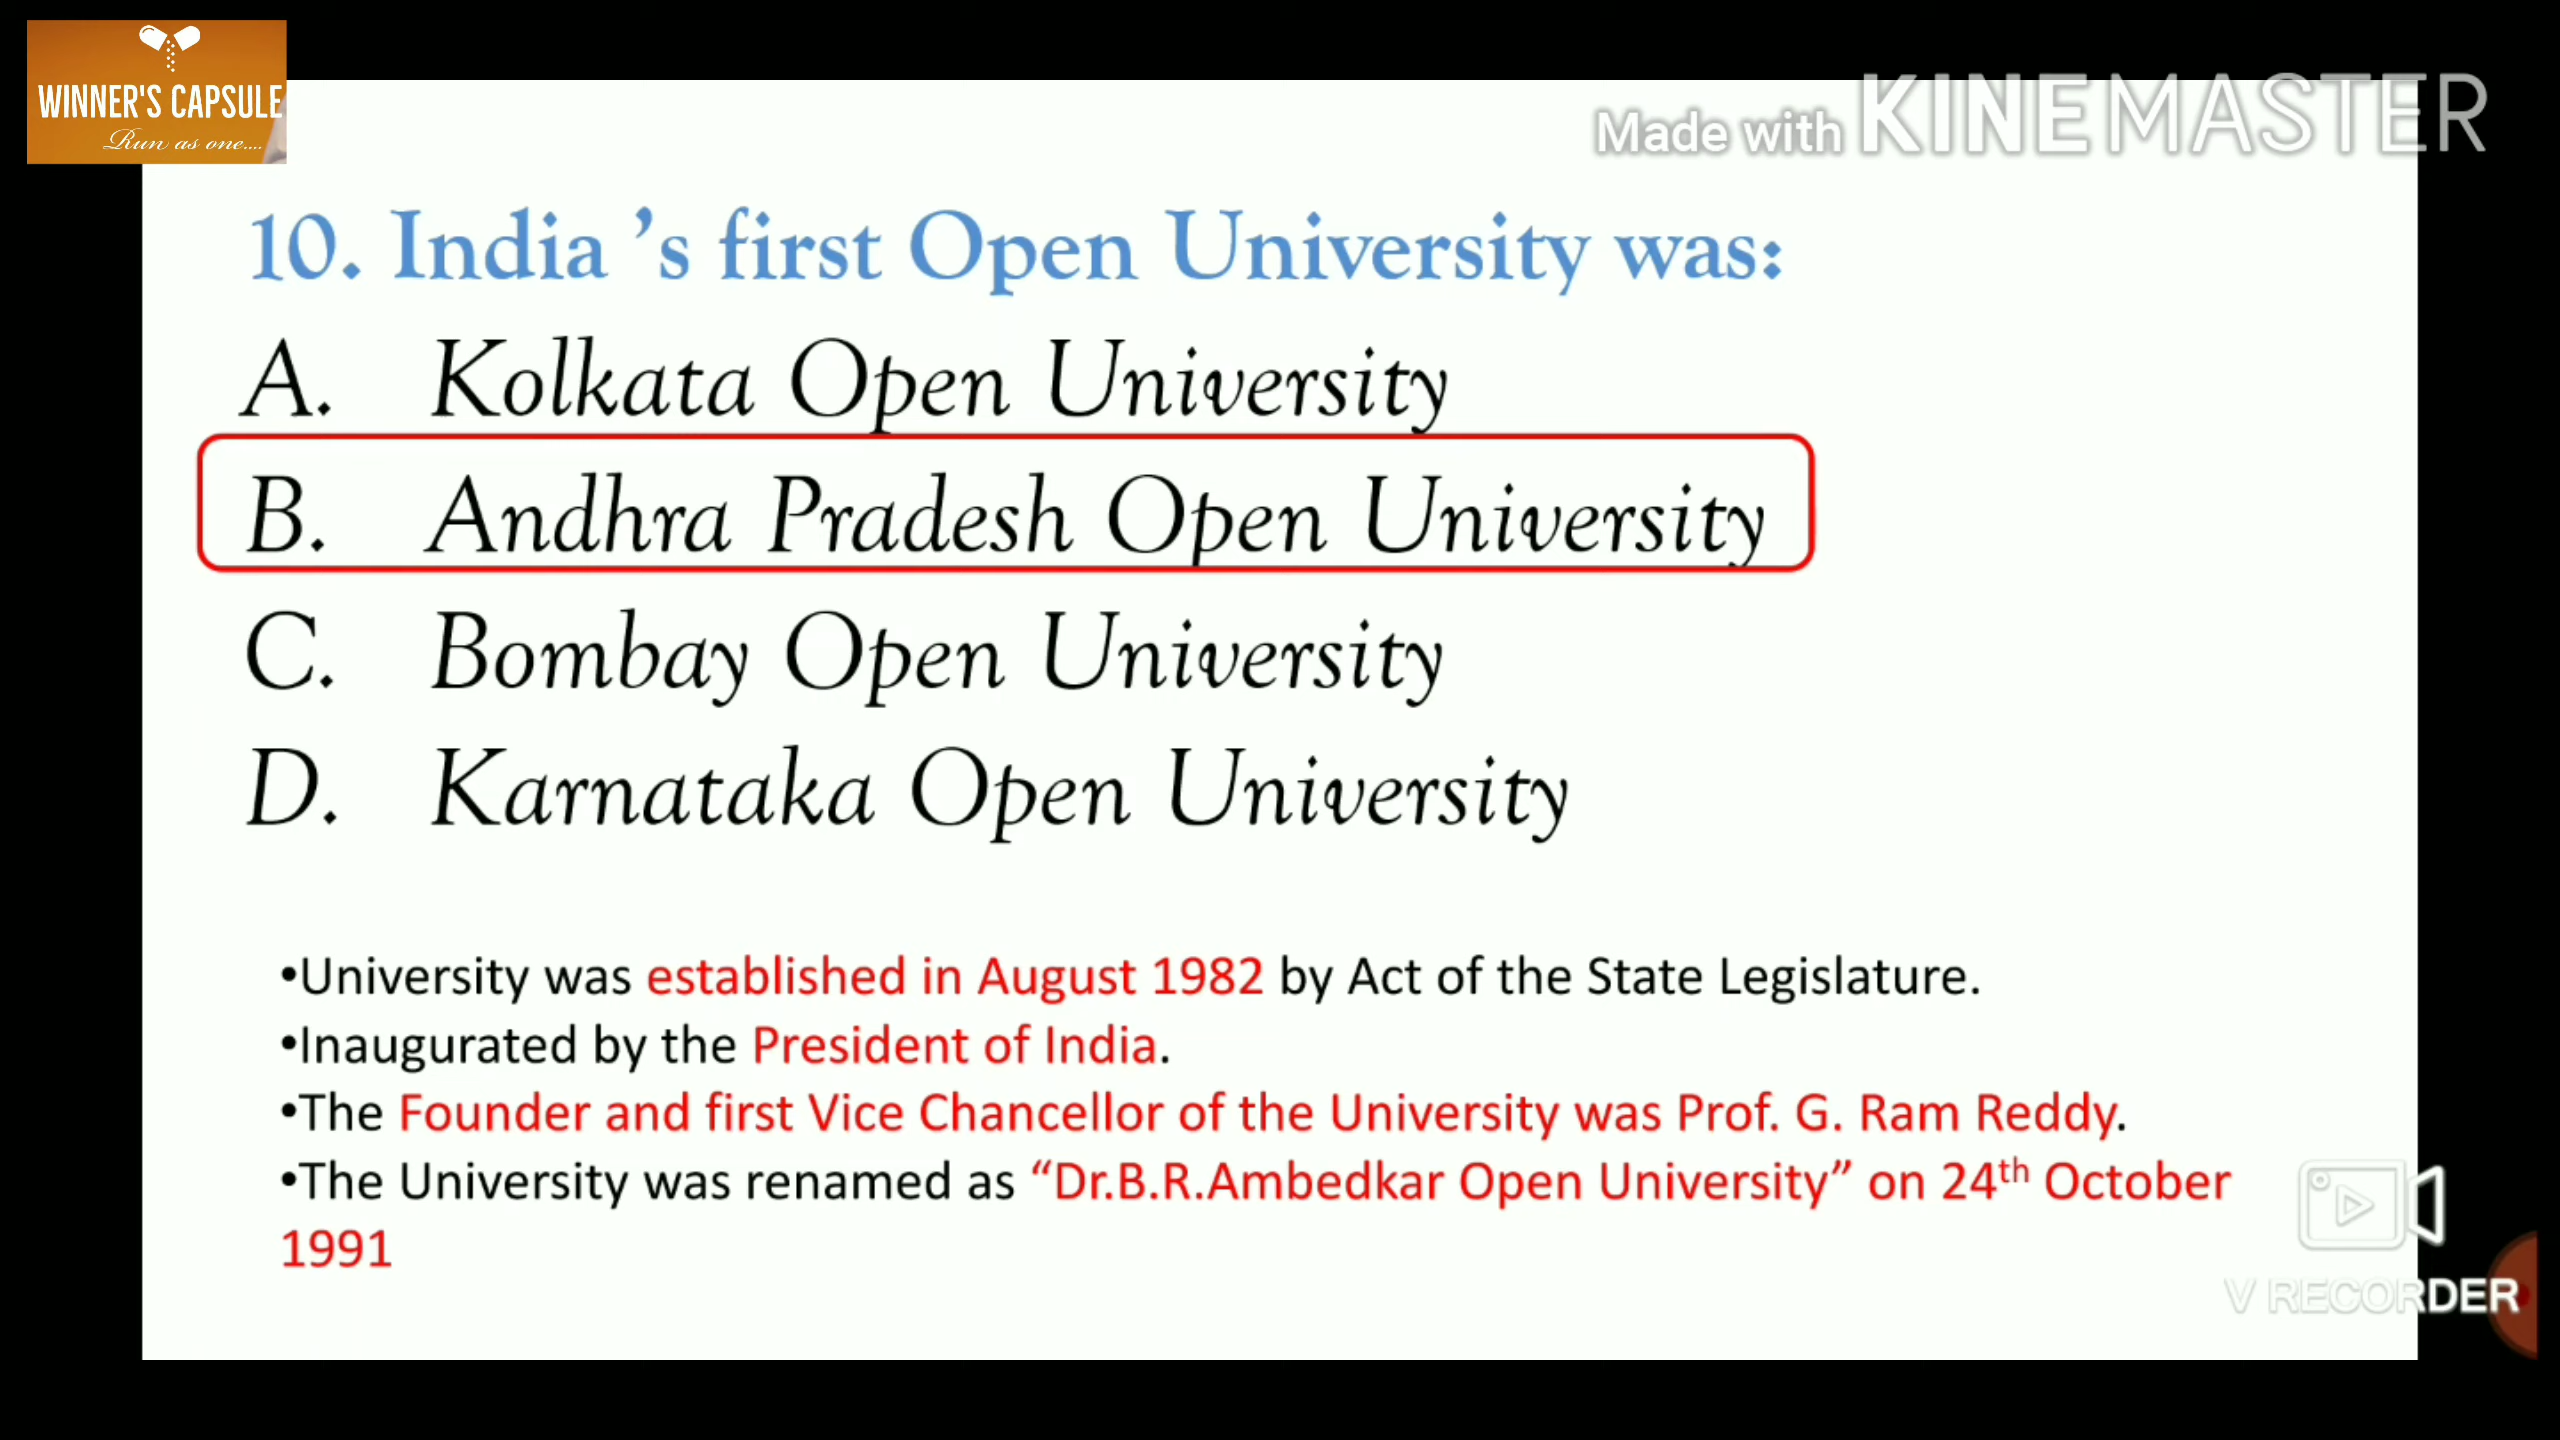 WINNER'S CAPSULE
Run as one....
Made with KINEMASTER
10. India 's first Open University was:
A. Kolkata Open University
B. Andhra Pradesh Open University
C. Bombay Open University
D. Karnataka Open University
•University was established in August 1982 by Act of the State Legislature.
•Inaugurated by the President of India.
•The Founder and first Vice Chancellor of the University was Prof. G. Ram Reddy.
•The University was renamed as “Dr.B.R.Ambedkar Open University” on 24th October
1991
V RECORDER